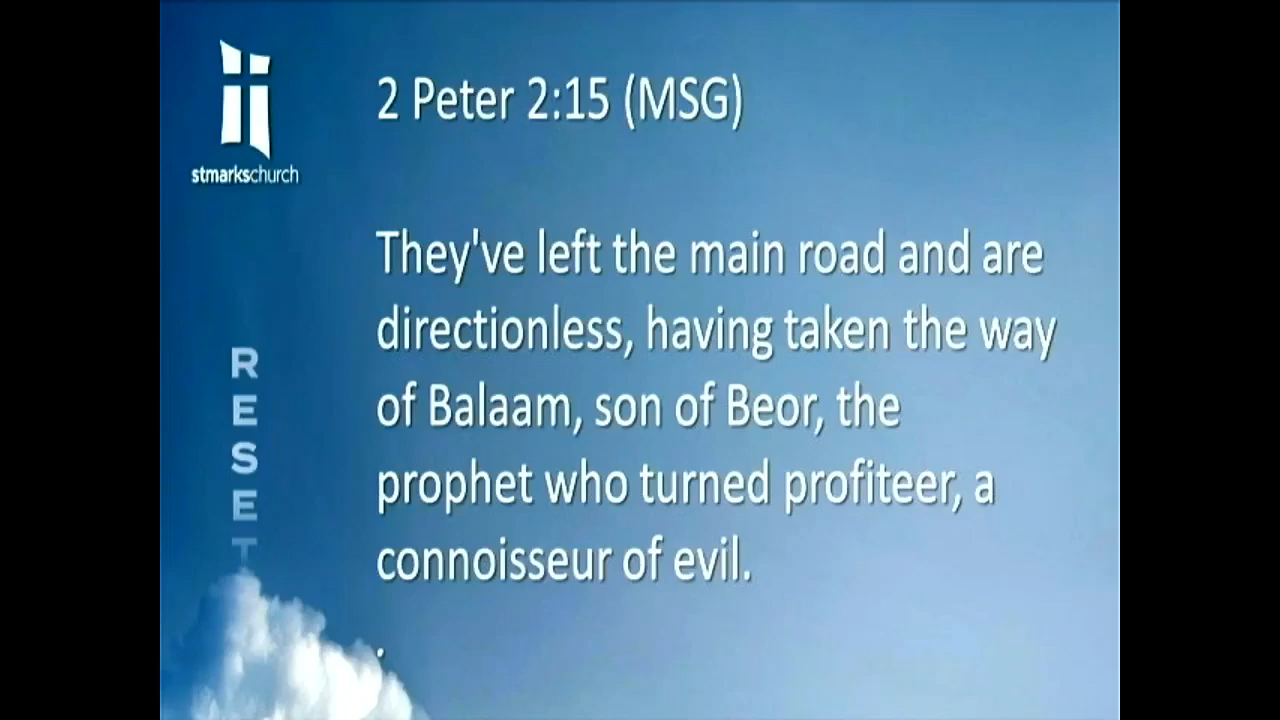 2 Peter 2:15 (MSG)
stmarkschurch
They've left the main road and are
directionless, having taken the way
of Balaam, son of Beor, the
prophet who turned profiteer, a
connoisseur of evil.
.
R
E
S
E
T